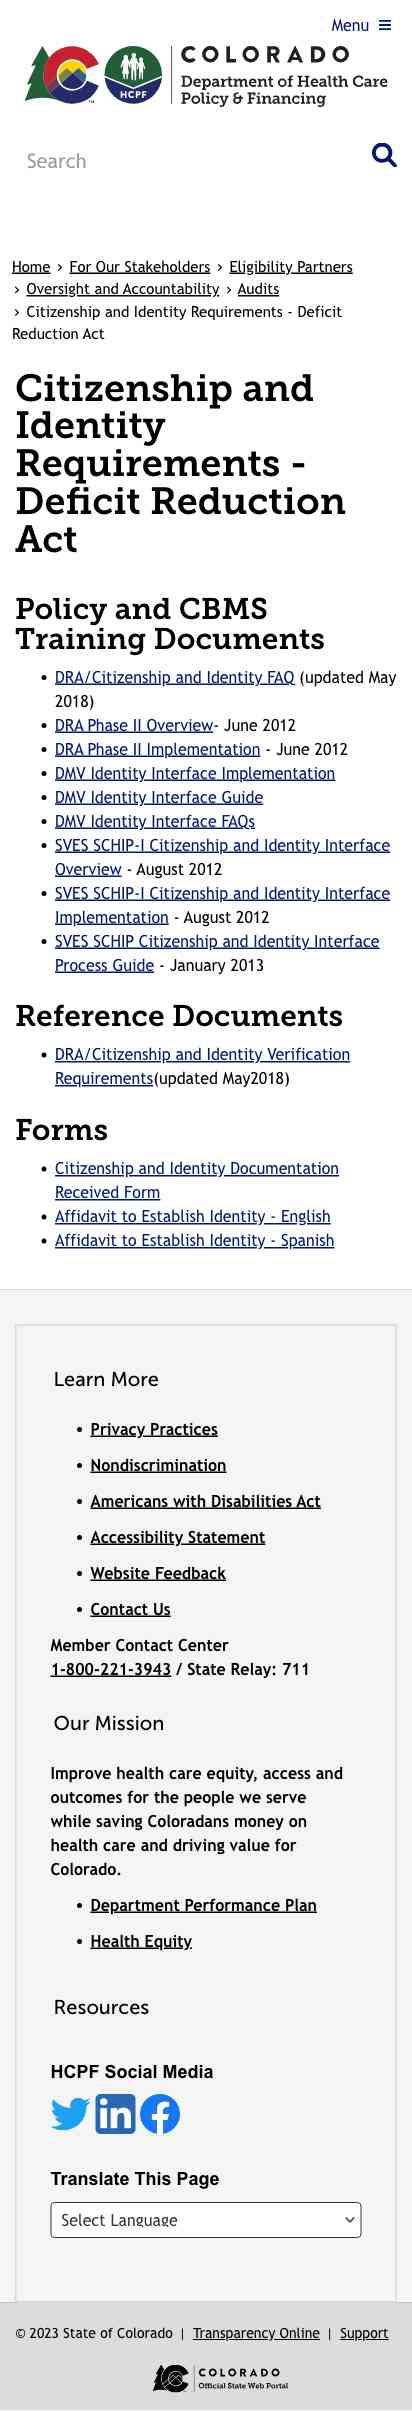 Menu
COLORADO
Department of Health Care
Policy & Financing
HCPF
TM
Search
Home › For Our Stakeholders › Eligibility Partners
› Oversight and Accountability › Audits
› Citizenship and Identity Requirements - Deficit
Reduction Act
Citizenship and
Identity
Requirements -
Deficit Reduction
Act
Policy and CBMS
Training Documents
• DRA/Citizenship and Identity FAQ (updated May
2018)
• DRA Phase II Overview- June 2012
• DRA Phase II Implementation - June 2012
• DMV Identity Interface Implementation
• DMV Identity Interface Guide
• DMV Identity Interface FAQs
• SVES SCHIP-I Citizenship and Identity Interface
Overview - August 2012
• SVES SCHIP-I Citizenship and Identity Interface
Implementation - August 2012
• SVES SCHIP Citizenship and Identity Interface
Process Guide - January 2013
Reference Documents
• DRA/Citizenship and Identity Verification
Requirements(updated May2018)
Forms
• Citizenship and Identity Documentation
Received Form
• Affidavit to Establish Identity - English
• Affidavit to Establish Identity - Spanish
Learn More
• Privacy Practices
• Nondiscrimination
• Americans with Disabilities Act
• Accessibility Statement
• Website Feedback
• Contact Us
Member Contact Center
1-800-221-3943 / State Relay: 711
Our Mission
Improve health care equity, access and
outcomes for the people we serve
while saving Coloradans money on
health care and driving value for
Colorado.
• Department Performance Plan
• Health Equity
Resources
HCPF Social Media
in
Translate This Page
Select Language
© 2023 State of Colorado | Transparency Online | Support
COLORADO
Official State Web Portal